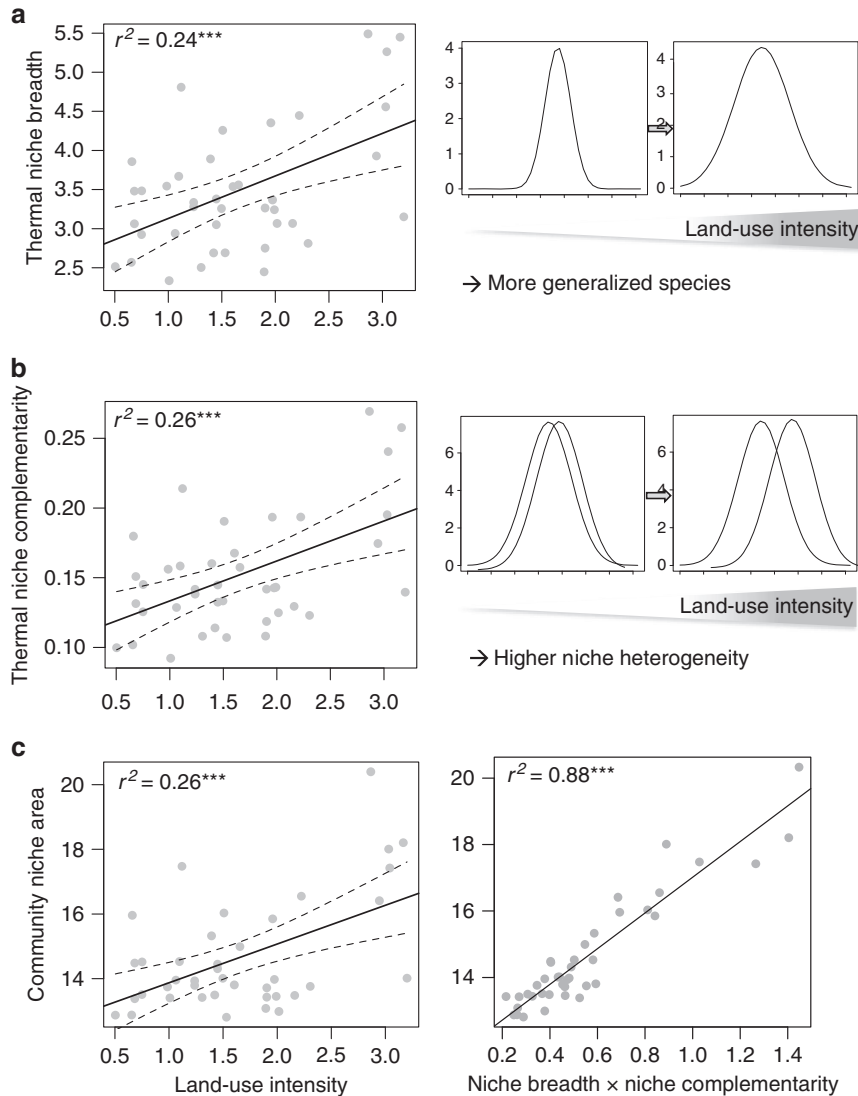 a
r² = 0.24***
5.5
5.0
4.5
4.0
3.5
3.0
2.5
Thermal niche breadth
0.5 1.0 1.5 2.0 2.5 3.0
4
3
2
1
0
4
3
2
1
0
Land-use intensity
→ More generalized species
b
r² = 0.26***
0.25
0.20
0.15
0.10
Thermal niche complementarity
0.5 1.0 1.5 2.0 2.5 3.0
6
4
2
0
6
4
2
0
Land-use intensity
→ Higher niche heterogeneity
c
r² = 0.26***
20
18
16
14
Community niche area
0.5 1.0 1.5 2.0 2.5 3.0
Land-use intensity
r² = 0.88***
20
18
16
14
0.2 0.4 0.6 0.8 1.0 1.2 1.4
Niche breadth × niche complementarity